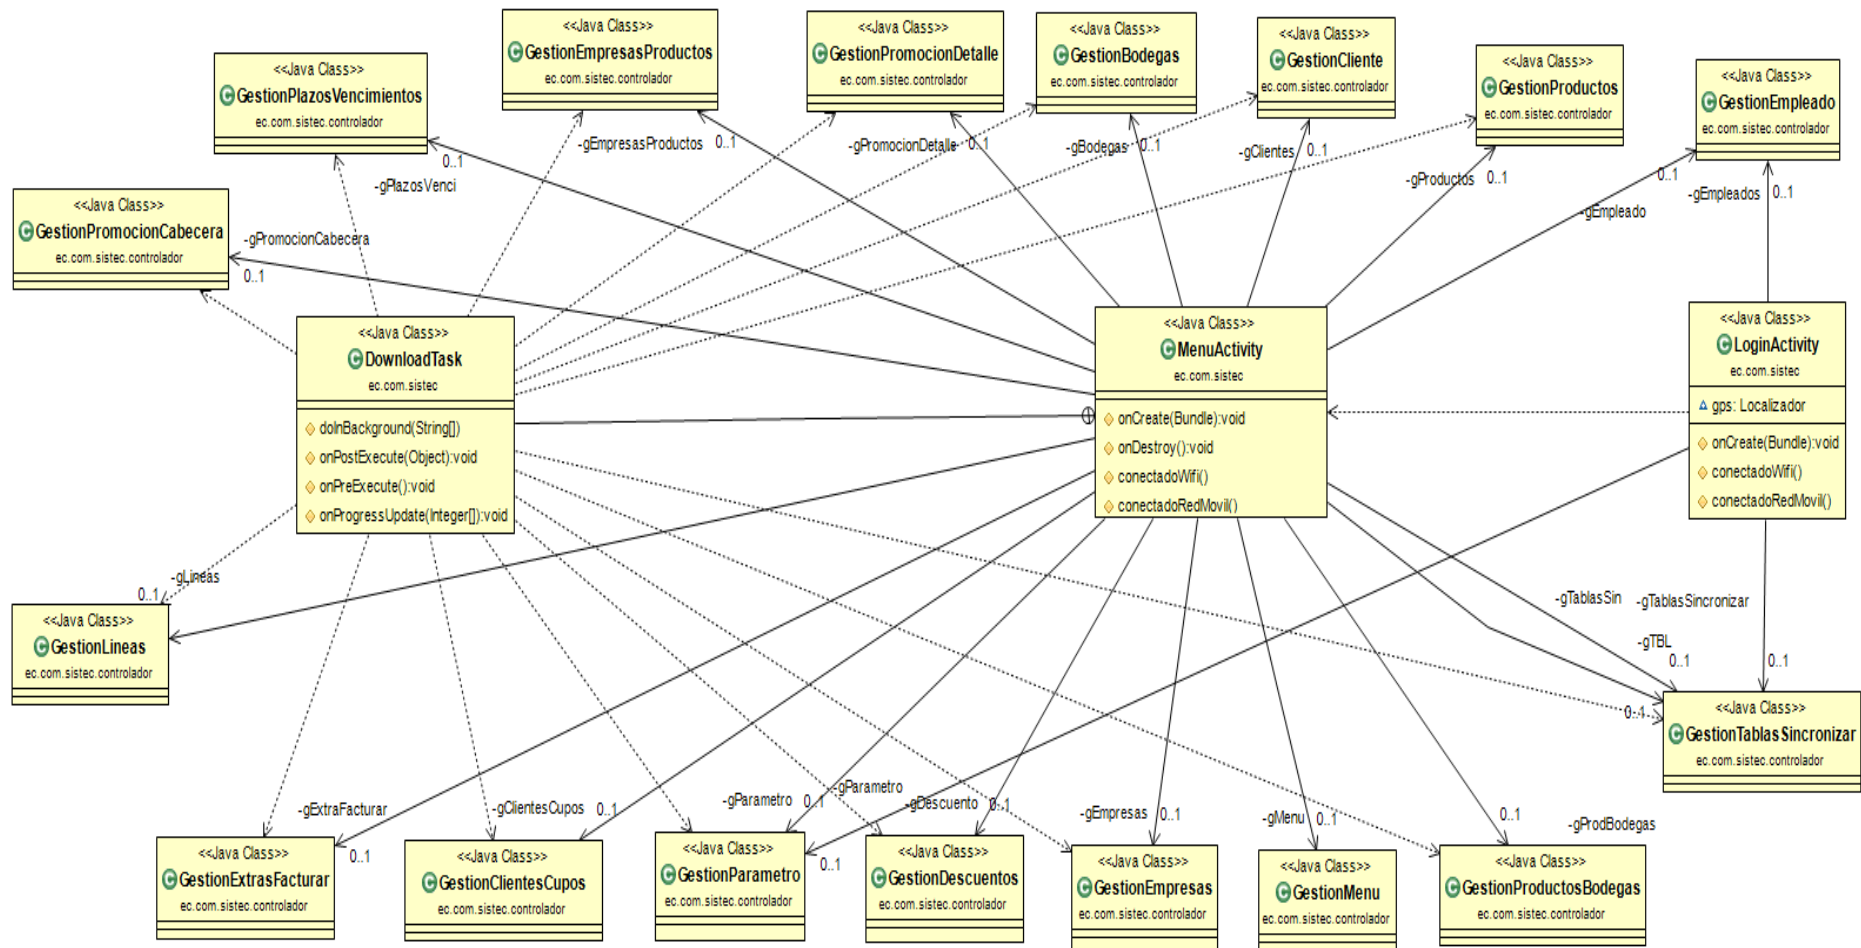 <<Java Class>>
GestionPlazosVencimientos
ec.com.sistec.controlador
<<Java Class>>
GestionEmpresasProductos
ec.com.sistec.controlador
<<Java Class>>
GestionPromocionDetalle
ec.com.sistec.controlador
<<Java Class>>
GestionBodegas
ec.com.sistec.controlador
<<Java Class>>
GestionCliente
ec.com.sistec.controlador
<<Java Class>>
GestionProductos
ec.com.sistec.controlador
<<Java Class>>
GestionEmpleado
ec.com.sistec.controlador
-gPlazosVenci
0..1
-gEmpresasProductos
0..1
-gPromocionDetalle
0..1
-gBodegas
0..1
-gClientes
0..1
-gProductos
0..1
-gEmpleado
0..1
-gEmpleados
0..1
<<Java Class>>
GestionPromocionCabecera
ec.com.sistec.controlador
-gPromocionCabecera
0..1
<<Java Class>>
DownloadTask
ec.com.sistec
doInBackground(String[])
onPostExecute(Object):void
onPreExecute():void
onProgressUpdate(Integer[]):void
<<Java Class>>
MenuActivity
ec.com.sistec
onCreate(Bundle):void
onDestroy():void
conectadoWifi()
conectadoRedMovil()
<<Java Class>>
LoginActivity
ec.com.sistec
gps: Localizador
onCreate(Bundle):void
conectadoWifi()
conectadoRedMovil()
-gLineas
0..1
<<Java Class>>
GestionLineas
ec.com.sistec.controlador
-gTablasSin
0..1
-gTablasSincronizar
0..1
-gTBL
0..1
<<Java Class>>
GestionTablasSincronizar
ec.com.sistec.controlador
-gExtraFacturar
0..1
-gClientesCupos
0..1
-gParametro
0..1
-gParametro
0..1
-gDescuento
0..1
-gEmpresas
0..1
-gMenu
0..1
0..1
-gProdBodegas
<<Java Class>>
GestionExtrasFacturar
ec.com.sistec.controlador
<<Java Class>>
GestionClientesCupos
ec.com.sistec.controlador
<<Java Class>>
GestionParametro
ec.com.sistec.controlador
<<Java Class>>
GestionDescuentos
ec.com.sistec.controlador
<<Java Class>>
GestionEmpresas
ec.com.sistec.controlador
<<Java Class>>
GestionMenu
ec.com.sistec.controlador
<<Java Class>>
GestionProductosBodegas
ec.com.sistec.controlador